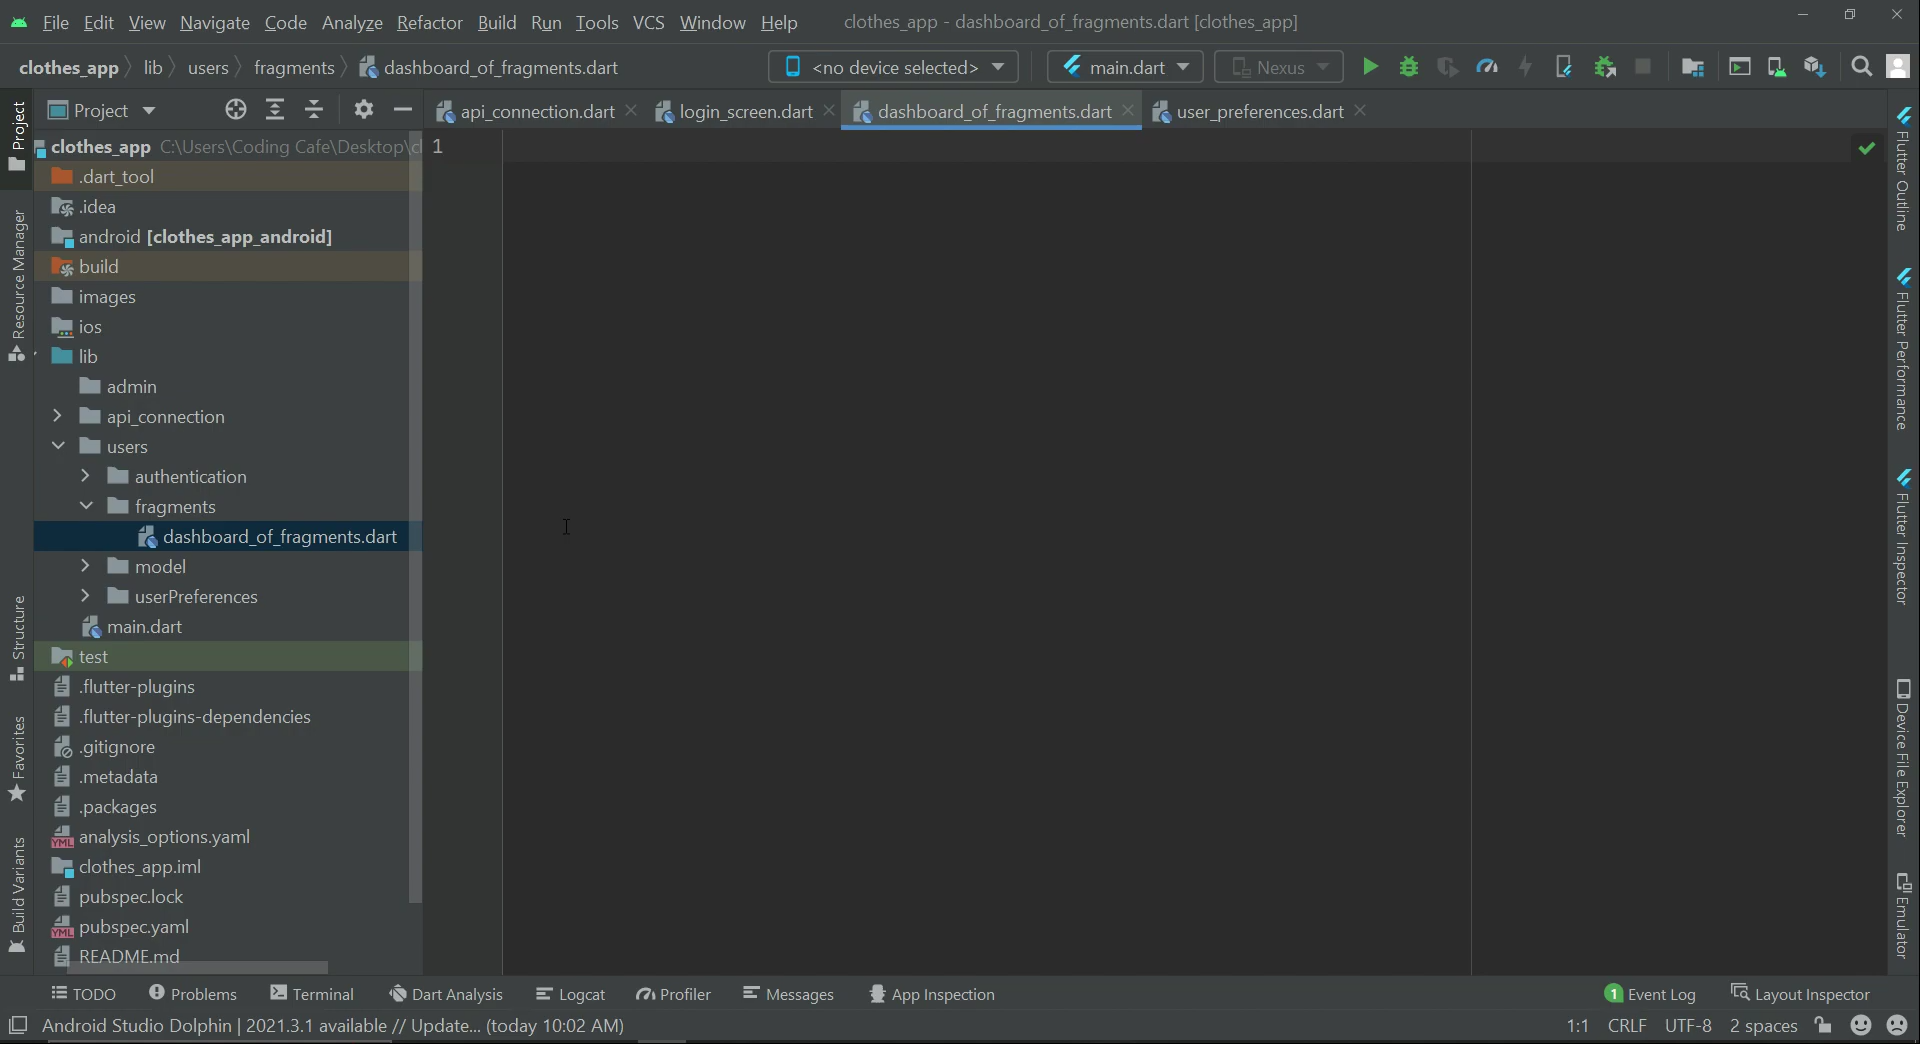 File Edit View Navigate Code Analyze Refactor Build Run Tools VCS Window Help clothes_app - dashboard_of_fragments.dart [clothes_app]
clothes_app lib users fragments dashboard_of_fragments.dart <no device selected> main.dart Nexus
Project api_connection.dart login_screen.dart dashboard_of_fragments.dart user_preferences.dart
clothes_app C:\Users\Coding Cafe\Desktop\cl 1
.dart_tool
.idea
android [clothes_app_android]
build
images
ios
lib
admin
api_connection
users
authentication
fragments
dashboard_of_fragments.dart
model
userPreferences
main.dart
test
.flutter-plugins
.flutter-plugins-dependencies
.gitignore
.metadata
.packages
analysis_options.yaml
clothes_app.iml
pubspec.lock
pubspec.yaml
README.md
Project
Resource Manager
Structure
Favorites
Build Variants
Flutter Outline
Flutter Performance
Flutter Inspector
Device File Explorer
Emulator
TODO Problems Terminal Dart Analysis Logcat Profiler Messages App Inspection 1 Event Log Layout Inspector
Android Studio Dolphin | 2021.3.1 available // Update... (today 10:02 AM) 1:1 CRLF UTF-8 2 spaces